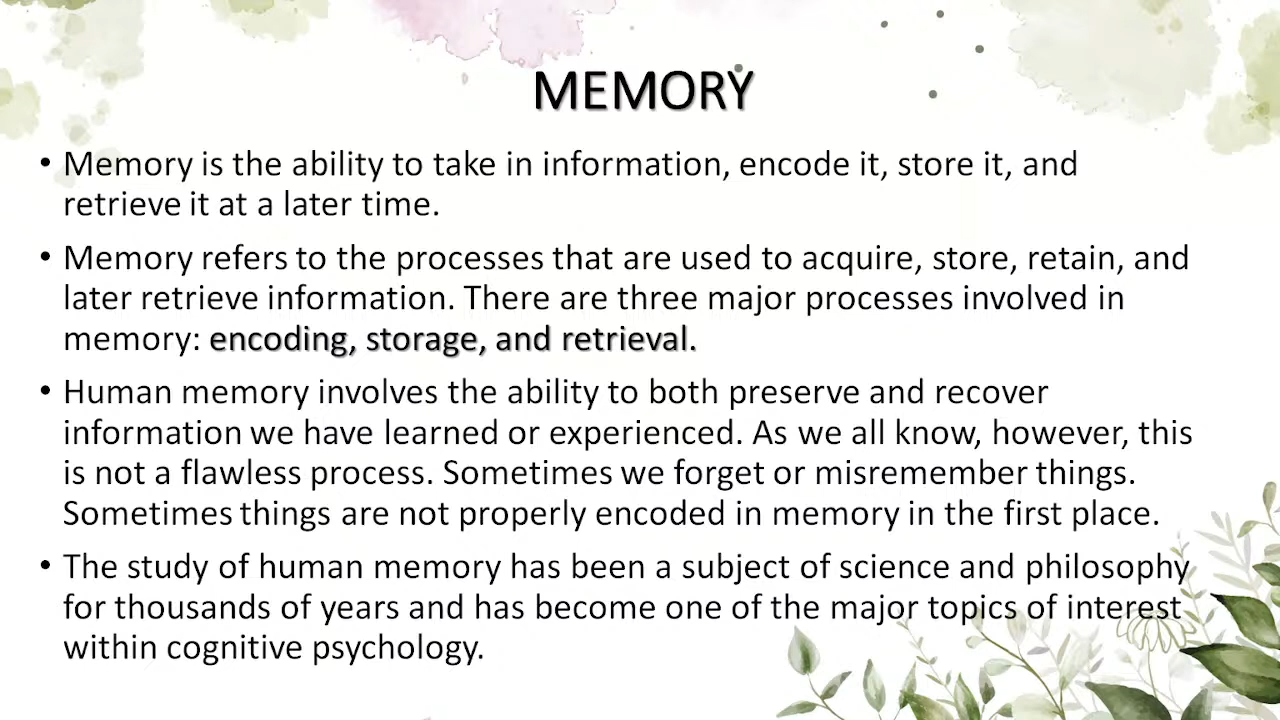 MEMORY
• Memory is the ability to take in information, encode it, store it, and
retrieve it at a later time.
• Memory refers to the processes that are used to acquire, store, retain, and
later retrieve information. There are three major processes involved in
memory: encoding, storage, and retrieval.
• Human memory involves the ability to both preserve and recover
information we have learned or experienced. As we all know, however, this
is not a flawless process. Sometimes we forget or misremember things.
Sometimes things are not properly encoded in memory in the first place.
• The study of human memory has been a subject of science and philosophy
for thousands of years and has become one of the major topics of interest
within cognitive psychology.